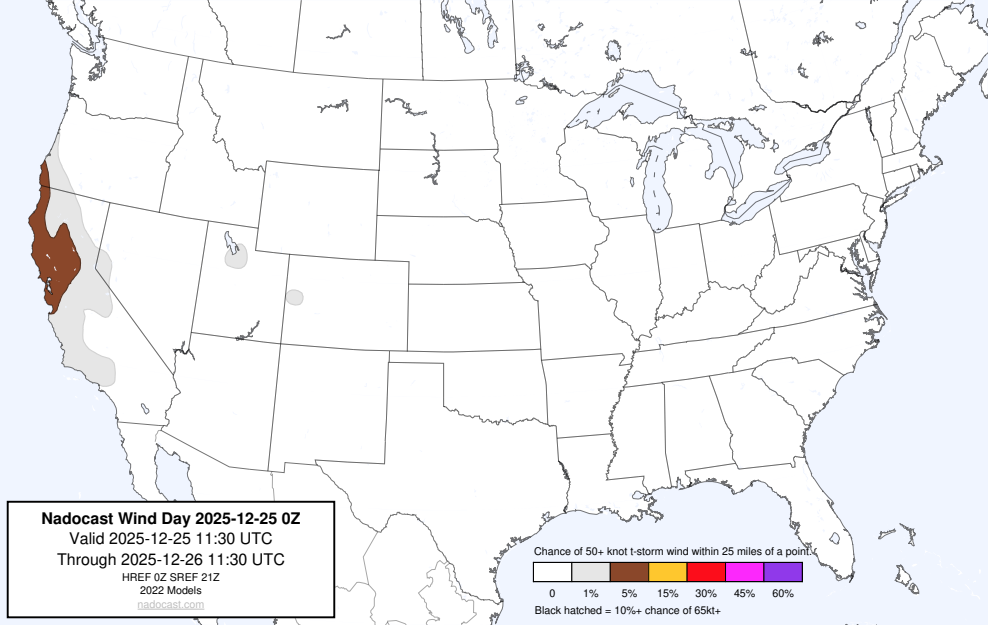 Nadocast Wind Day 2025-12-25 0Z
Valid 2025-12-25 11:30 UTC
Through 2025-12-26 11:30 UTC
HREF 0Z SREF 21Z
2022 Models
nadocast.com
Chance of 50+ knot t-storm wind within 25 miles of a point.
0 1% 5% 15% 30% 45% 60%
Black hatched = 10%+ chance of 65kt+